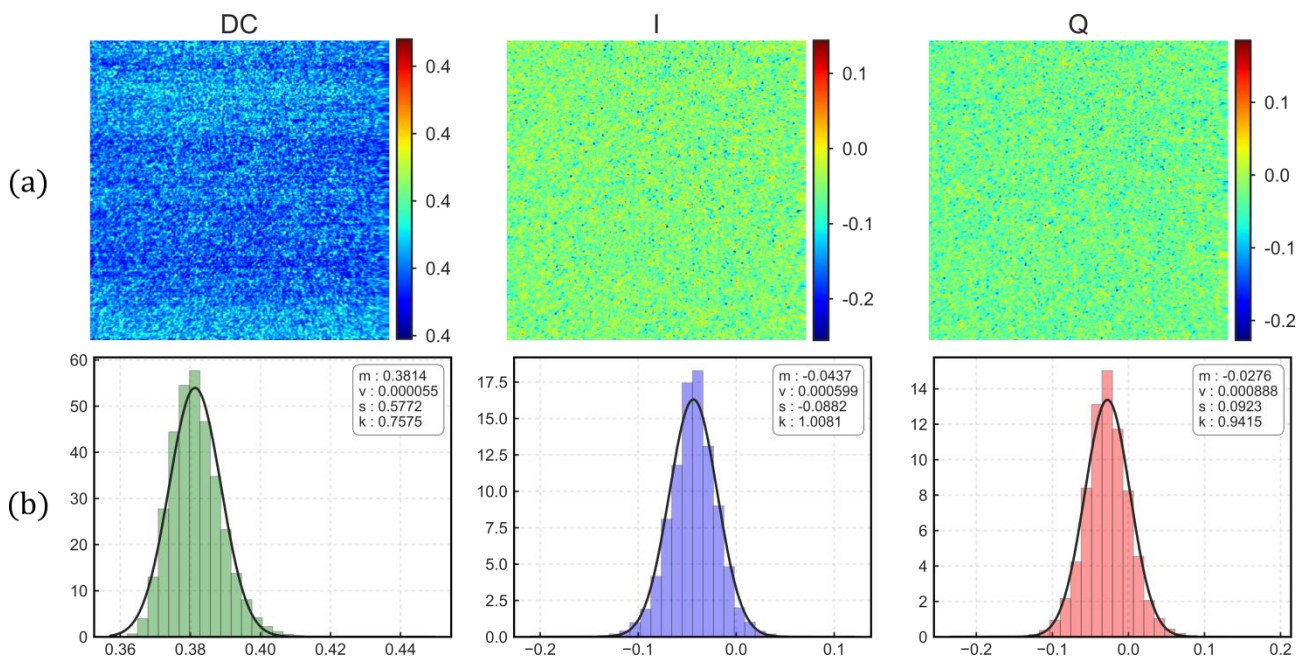 DC
I
Q
(a)
0.4
0.4
0.4
0.4
0.4
0.1
0.0
-0.1
-0.2
0.1
0.0
-0.1
-0.2
(b)
60
50
40
30
20
10
0
m : 0.3814
v : 0.000055
s : 0.5772
k : 0.7575
0.36
0.38
0.40
0.42
0.44
17.5
15.0
12.5
10.0
7.5
5.0
2.5
0.0
m : -0.0437
v : 0.000599
s : -0.0882
k : 1.0081
−0.2
−0.1
0.0
0.1
14
12
10
8
6
4
2
0
m : -0.0276
v : 0.000888
s : 0.0923
k : 0.9415
−0.2
−0.1
0.0
0.1
0.2